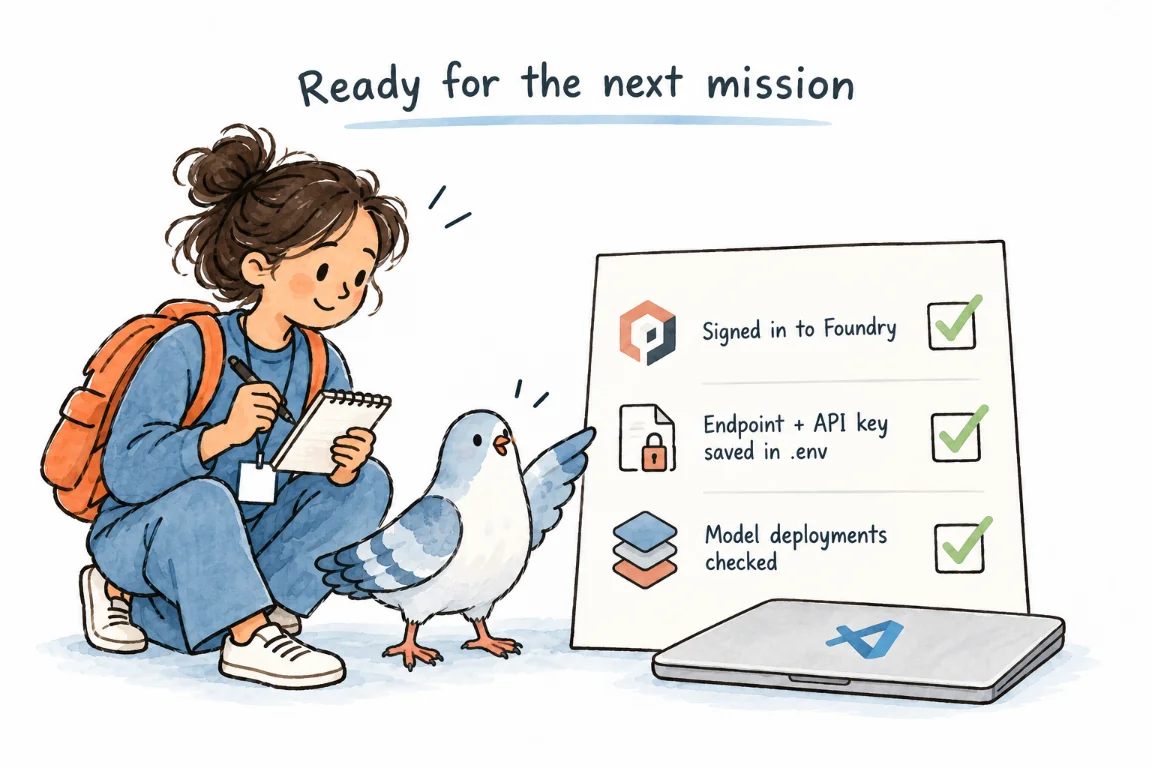 Ready for the next mission
Signed in to Foundry
Endpoint + API key
saved in .env
Model deployments
checked